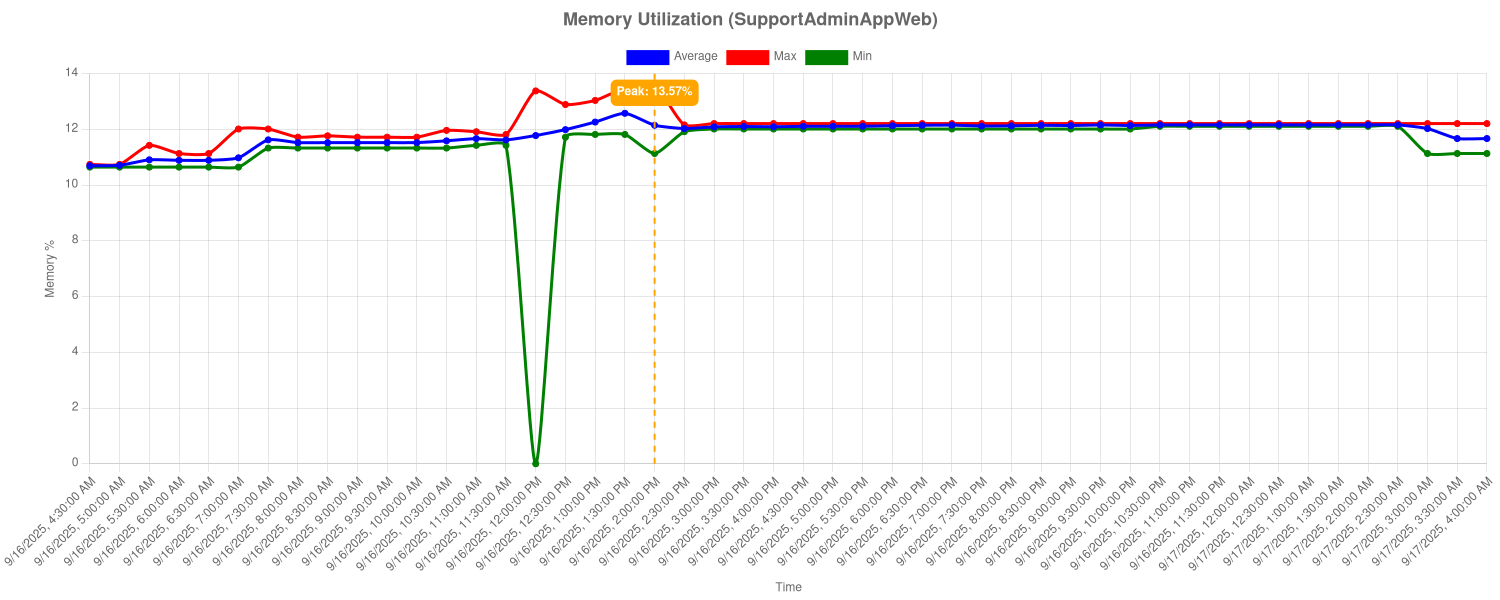 Memory Utilization (SupportAdminAppWeb)
Average Max Min
Peak: 13.57%
14
12
10
8
6
4
2
0
Memory %
9/16/2025, 4:30:00 AM
9/16/2025, 5:00:00 AM
9/16/2025, 5:30:00 AM
9/16/2025, 6:00:00 AM
9/16/2025, 6:30:00 AM
9/16/2025, 7:00:00 AM
9/16/2025, 7:30:00 AM
9/16/2025, 8:00:00 AM
9/16/2025, 8:30:00 AM
9/16/2025, 9:00:00 AM
9/16/2025, 9:30:00 AM
9/16/2025, 10:00:00 AM
9/16/2025, 10:30:00 AM
9/16/2025, 11:00:00 AM
9/16/2025, 11:30:00 AM
9/16/2025, 12:00:00 PM
9/16/2025, 12:30:00 PM
9/16/2025, 1:00:00 PM
9/16/2025, 1:30:00 PM
9/16/2025, 2:00:00 PM
9/16/2025, 2:30:00 PM
9/16/2025, 3:00:00 PM
9/16/2025, 3:30:00 PM
9/16/2025, 4:00:00 PM
9/16/2025, 4:30:00 PM
9/16/2025, 5:00:00 PM
9/16/2025, 5:30:00 PM
9/16/2025, 6:00:00 PM
9/16/2025, 6:30:00 PM
9/16/2025, 7:00:00 PM
9/16/2025, 7:30:00 PM
9/16/2025, 8:00:00 PM
9/16/2025, 8:30:00 PM
9/16/2025, 9:00:00 PM
9/16/2025, 9:30:00 PM
9/16/2025, 10:00:00 PM
9/16/2025, 10:30:00 PM
9/16/2025, 11:00:00 PM
9/16/2025, 11:30:00 PM
9/17/2025, 12:00:00 AM
9/17/2025, 12:30:00 AM
9/17/2025, 1:00:00 AM
9/17/2025, 1:30:00 AM
9/17/2025, 2:00:00 AM
9/17/2025, 2:30:00 AM
9/17/2025, 3:00:00 AM
9/17/2025, 3:30:00 AM
9/17/2025, 4:00:00 AM
Time